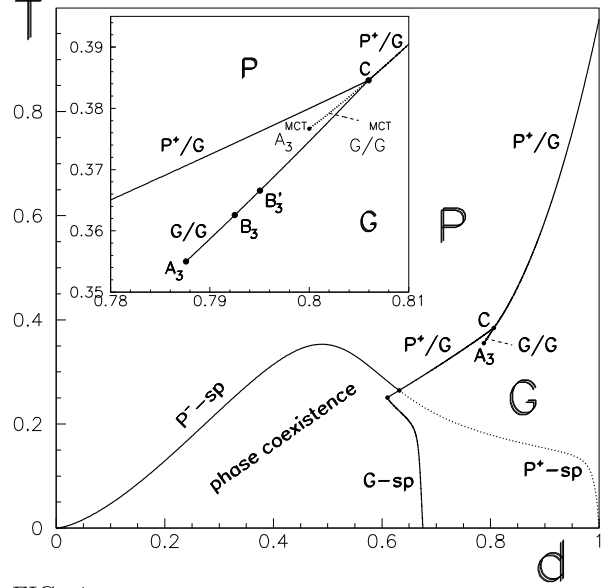 T
0.39
P⁺/G
P
C
0.38
MCT
MCT
A₃
G/G
P⁺/G
0.8
P⁺/G
0.37
B₃'
G
P
0.6
0.36
G/G
B₃
A₃
0.35
0.78
0.79
0.8
0.81
C
0.4
P⁺/G
G/G
A₃
P⁻-sp
G
phase coexistence
0.2
G-sp
P⁺-sp
0
0
0.2
0.4
0.6
0.8
1
d